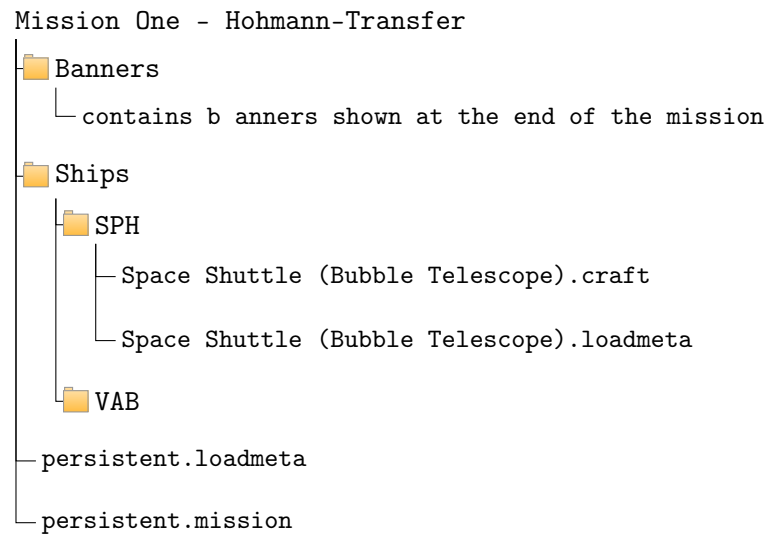 Mission One - Hohmann-Transfer
Banners
contains b anners shown at the end of the mission
Ships
SPH
Space Shuttle (Bubble Telescope).craft
Space Shuttle (Bubble Telescope).loadmeta
VAB
persistent.loadmeta
persistent.mission